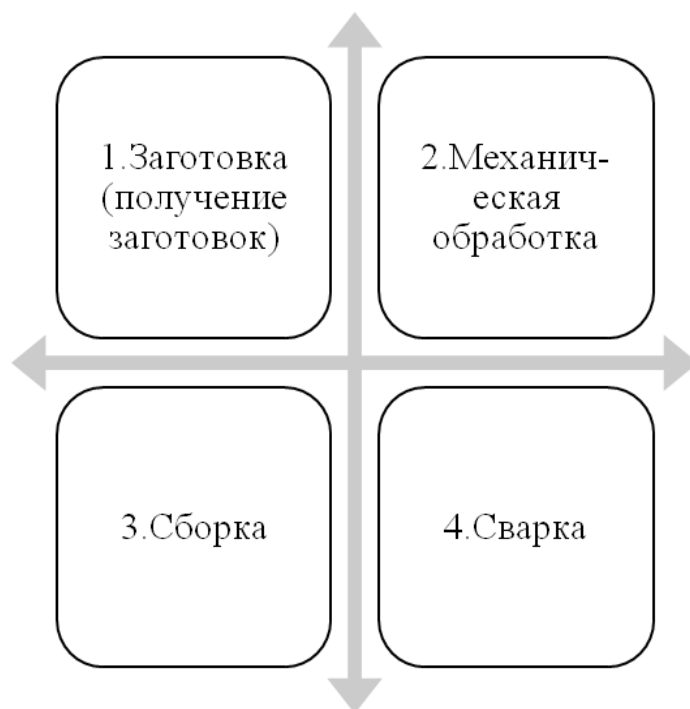 1.Заготовка
(получение
заготовок)
2.Механич-
еская
обработка
3.Сборка
4.Сварка